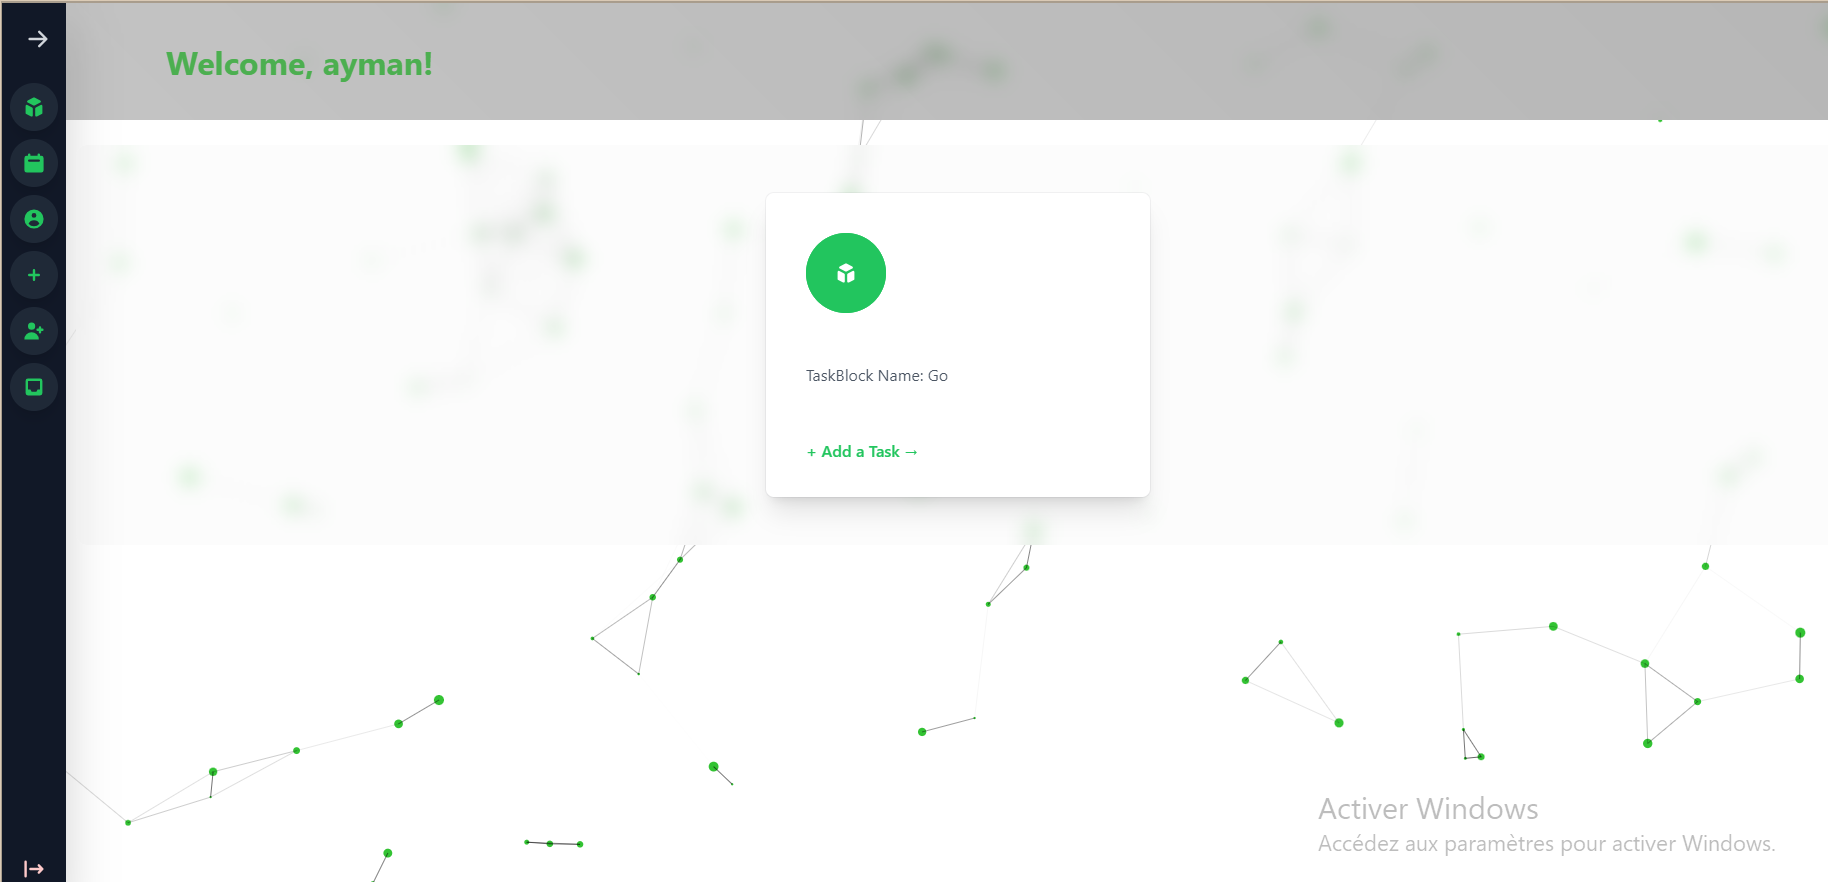 Welcome, ayman!
TaskBlock Name: Go
+ Add a Task →
Activer Windows
Accédez aux paramètres pour activer Windows.